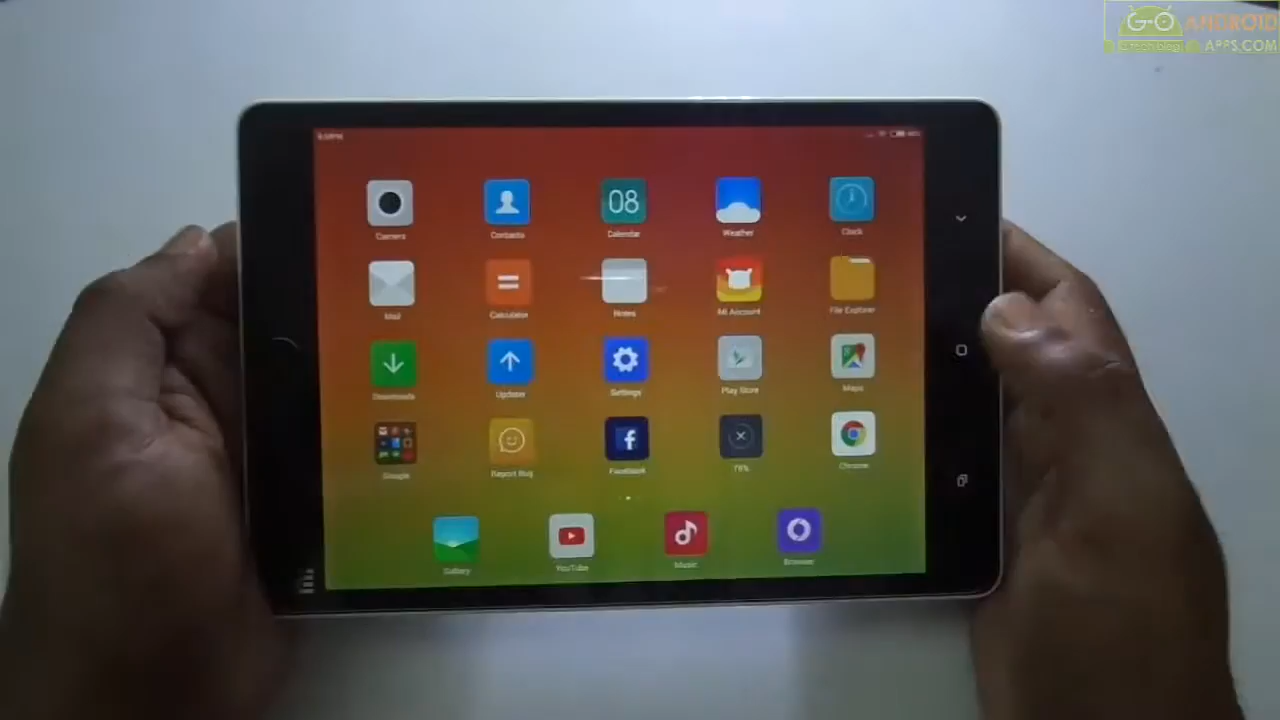 GO ANDROID
APPS.COM
Camera
Contacts
08
Calendar
Weather
Clock
Mail
Calculator
Notes
Mi Account
File Explorer
Downloads
Updater
Settings
Play Store
Maps
Google
Report Bug
Facebook
78%
Chrome
Gallery
YouTube
Music
Browser